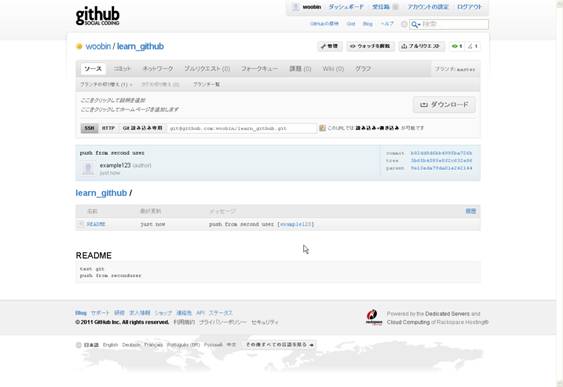 github
SOCIAL CODING
woobin ダッシュボード 受信箱 アカウントの設定 ログアウト
GitHubの招待 Gist Blog ヘルプ 検索
woobin / learn_github
管理 ウォッチを解除 プルリクエスト 1 1
ソース コミット ネットワーク プルリクエスト (0) フォークキュー 課題 (0) Wiki (0) グラフ ブランチ: master
ブランチの切り替え (1) タグの切り替え (0) ブランチ一覧
ここをクリックして説明を追加
ここをクリックしてホームページを追加します
ダウンロード
SSH HTTP Git 読み込み専用 git@github.com:woobin/learn_github.git このURLでは 読み込み+書き込み が可能です
push from second user
example123 (author)
just now
commit
tree
parent
learn_github /
名前 最終更新 メッセージ 履歴
README just now push from second user [example123]
README
test git
push from seconduser
Blog サポート 研修 求人情報 ショップ 連絡先 API ステータス
© 2011 GitHub Inc. All rights reserved. 利用規約 プライバシーポリシー セキュリティ
rackspace
Powered by the Dedicated Servers and
Cloud Computing of Rackspace Hosting®
日本語 English Deutsch Français Português (BR) Русский 中文 その他すべての言語を見る